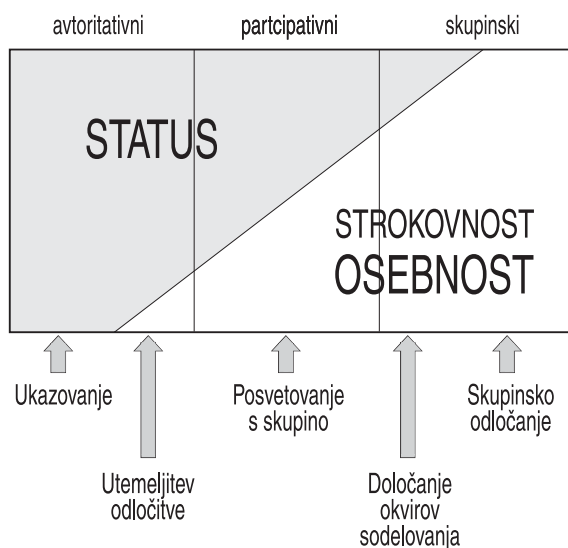 avtoritativni
partcipativni
skupinski
STATUS
STROKOVNOST
OSEBNOST
Ukazovanje
Posvetovanje
s skupino
Skupinsko
odločanje
Utemeljitev
odločitve
Določanje
okvirov
sodelovanja